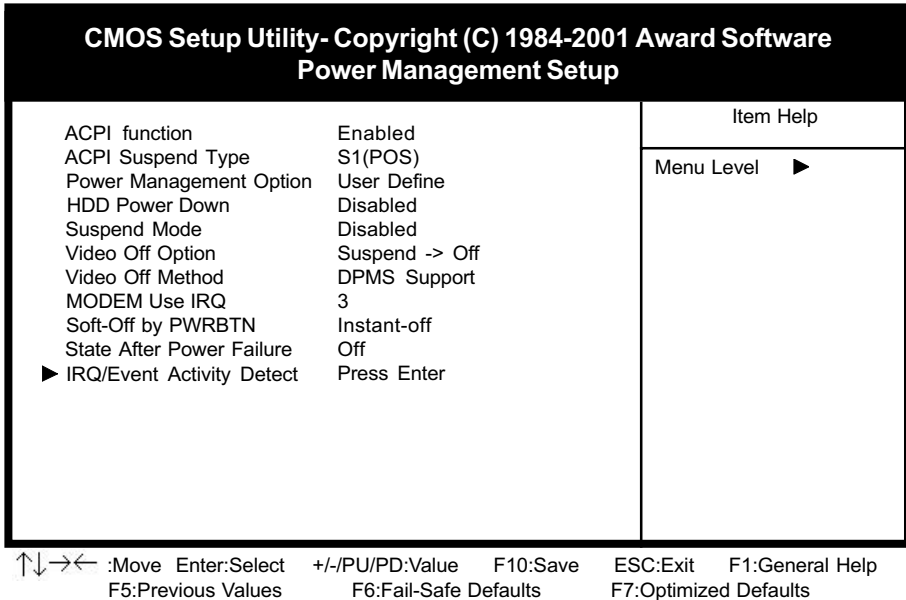 CMOS Setup Utility- Copyright (C) 1984-2001 Award Software
Power Management Setup
ACPI function Enabled
ACPI Suspend Type S1(POS)
Power Management Option User Define
HDD Power Down Disabled
Suspend Mode Disabled
Video Off Option Suspend -> Off
Video Off Method DPMS Support
MODEM Use IRQ 3
Soft-Off by PWRBTN Instant-off
State After Power Failure Off
▶ IRQ/Event Activity Detect Press Enter
Item Help
Menu Level ▶
↑↓→← :Move Enter:Select +/-/PU/PD:Value F10:Save ESC:Exit F1:General Help
F5:Previous Values F6:Fail-Safe Defaults F7:Optimized Defaults